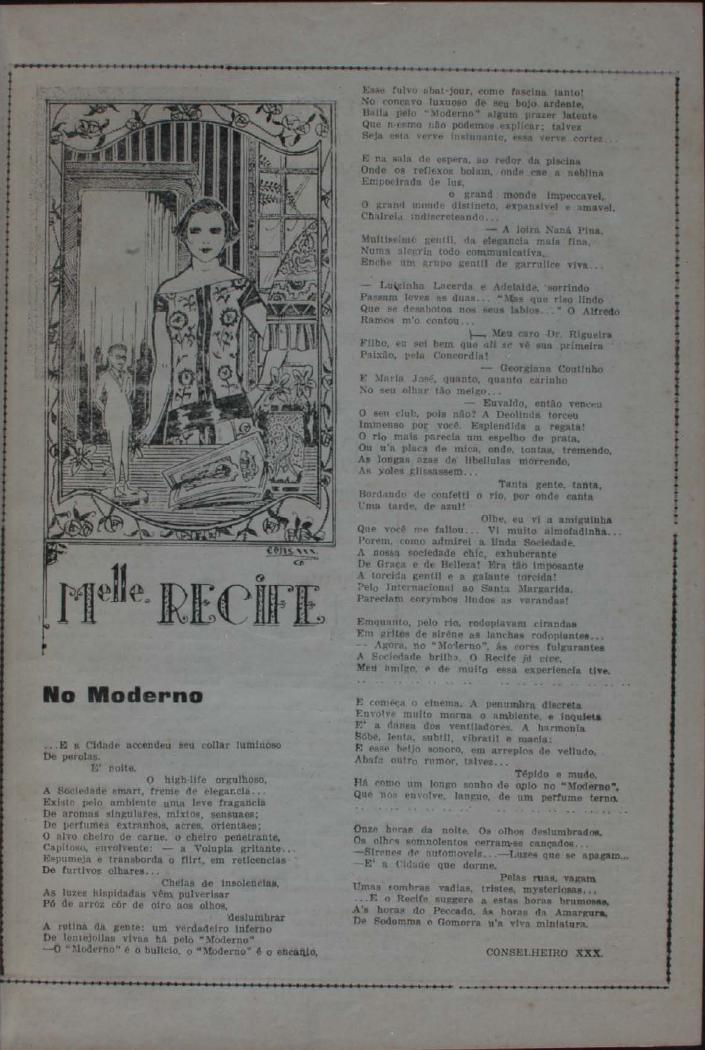 CONS XXX
Melle. RECIFE
No Moderno
...E a Cidade accendeu seu collar luminoso
De perolas.
E' noite.
O high-life orgulhoso,
A Sociedade smart, freme de elegancia...
Existe pelo ambiente uma leve fragancia
De aromas singulares, mixtos, sensuaes;
De perfumes extranhos, acres, orientaes;
O alvo cheiro de carne, o cheiro penetrante,
Capitoso, envolvente: — a Volupia gritante...
Espumeja e transborda o flirt, em reticencias
De furtivos olhares...
Cheias de insolencias,
As luzes hispidadas vêm pulverisar
Pó de arroz côr de oiro aos olhos,
deslumbrar
A retina da gente: um verdadeiro inferno
De lentejoilas vivas há pelo "Moderno"
—O "Moderno" é o bulicio, o "Moderno" é o encanto,
Esse fulvo abat-jour, como fascina tanto!
No concavo luxuoso de seu bojo ardente,
Baila pelo "Moderno" algum prazer latente
Que mesmo não podemos explicar; talvez
Seja esta verve insinuante, essa verve cortez...
E na sala de espera, ao redor da piscina
Onde os reflexos boiam, onde cae a neblina
Empoeirada de luz,
o grand monde impeccavel,
O grand monde distincto, expansivel e amavel.
Chalreia indiscreteando...
— A loira Naná Pina,
Muitissimo gentil, da elegancia mais fina,
Numa alegria todo communicativa,
Enche um grupo gentil de garrulice viva...
— Luizinha Lacerda e Adelaide, sorrindo
Passam leves as duas... "Mas que riso lindo
Que se desabotoa nos seus labios..." O Alfredo
Ramos m'o contou...
— Meu caro Dr. Rigueira
Filho, eu sei bem que ali se vê sua primeira
Paixão, pela Concordia!
— Georgiana Coutinho
E Maria José, quanto, quanto carinho
No seu olhar tão meigo...
— Euvaldo, então venceu
O seu club, pois não? A Deolinda torceu
Immenso por você. Esplendida a regata!
O rio mais parecia um espelho de prata,
Ou u'a placa de mica, onde, tontas, tremendo,
As longas azas de libellulas morrendo,
As yoles glissassem...
Tanta gente, tanta,
Bordando de confetti o rio, por onde canta
Uma tarde, de azul!
Olhe, eu vi a amiguinha
Que você me fallou... Vi muito almofadinha...
Porem, como admirei a linda Sociedade.
A nossa sociedade chic, exhuberante
De Graça e de Belleza! Era tão imposante
A torcida gentil e a galante torcida!
Pelo Internacional ao Santa Margarida.
Pareciam corymbos lindos as varandas!
Emquanto, pelo rio, rodopiavam cirandas
Em gritos de siréne as lanchas rodopiantes...
-- Agora, no "Moderno", ás cores fulgurantes
A Sociedade brilha. O Recife já vive,
Meu amigo, e de muito essa experiencia tive.
.. .. .. .. .. .. .. .. .. .. .. ..
E começa o cinema. A penumbra discreta
Envolve muito morna o ambiente, e inquieta
E' a dansa dos ventiladores. A harmonia
Sóbe, lenta, subtil, vibratil e macia;
E esse beijo sonoro, em arrepios de velludo,
Abafa outro rumor, talvez...
Tépido e mudo,
Há como um longo sonho de opio no "Moderno",
Que nos envolve, langue, de um perfume terno.
.. .. .. .. .. .. .. .. .. .. .. ..
Onze horas da noite. Os olhos deslumbrados,
Os olhos somnolentos cerram-se cançados...
—Sirenes de automoveis...—Luzes que se apagam...
—E' a Cidade que dorme.
Pelas ruas, vagam
Umas sombras vadias, tristes, mysteriosas...
...E o Recife suggere a estas horas brumosas,
A's horas do Peccado, ás horas da Amargura,
De Sodomma e Gomorra u'a viva miniatura.
CONSELHEIRO XXX.